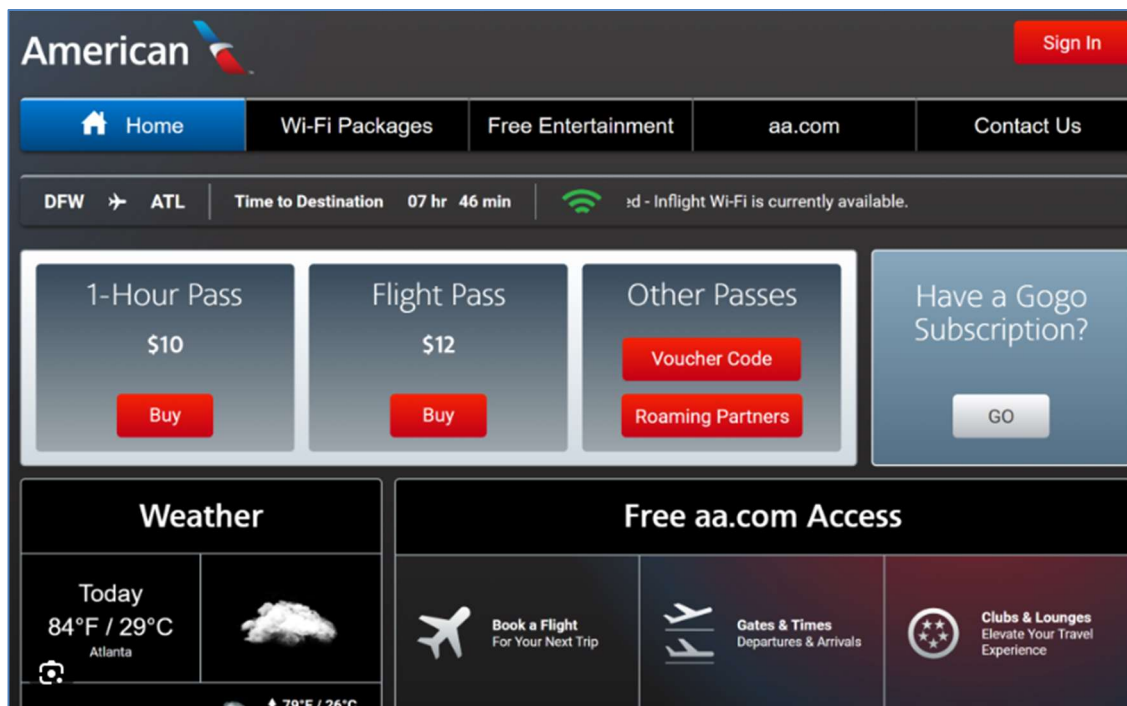 American
Sign In
Home
Wi-Fi Packages
Free Entertainment
aa.com
Contact Us
DFW ATL
Time to Destination 07 hr 46 min
ed - Inflight Wi-Fi is currently available.
1-Hour Pass
$10
Buy
Flight Pass
$12
Buy
Other Passes
Voucher Code
Roaming Partners
Have a Gogo
Subscription?
GO
Weather
Today
84°F / 29°C
Atlanta
79°F / 26°C
Free aa.com Access
Book a Flight
For Your Next Trip
Gates & Times
Departures & Arrivals
Clubs & Lounges
Elevate Your Travel
Experience